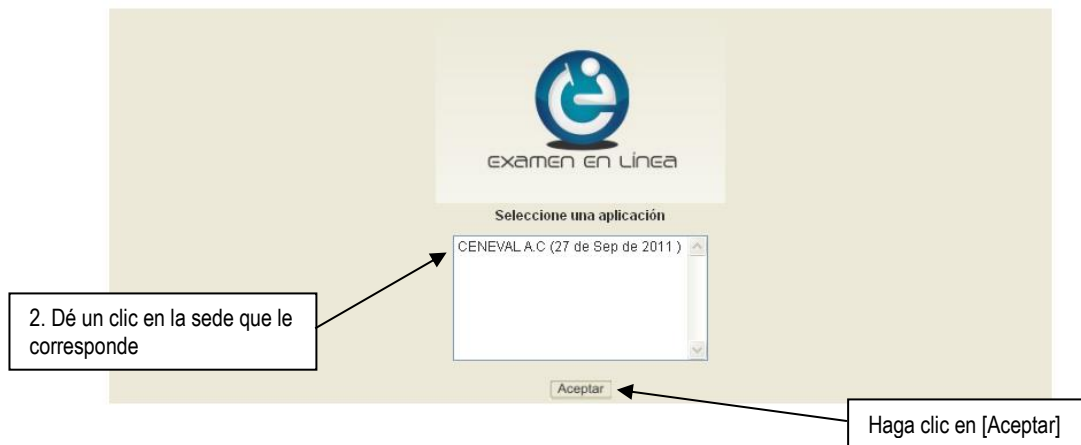 examen en línea
Seleccione una aplicación
CENEVAL A.C (27 de Sep de 2011 )
2. Dé un clic en la sede que le
corresponde
Aceptar
Haga clic en [Aceptar]